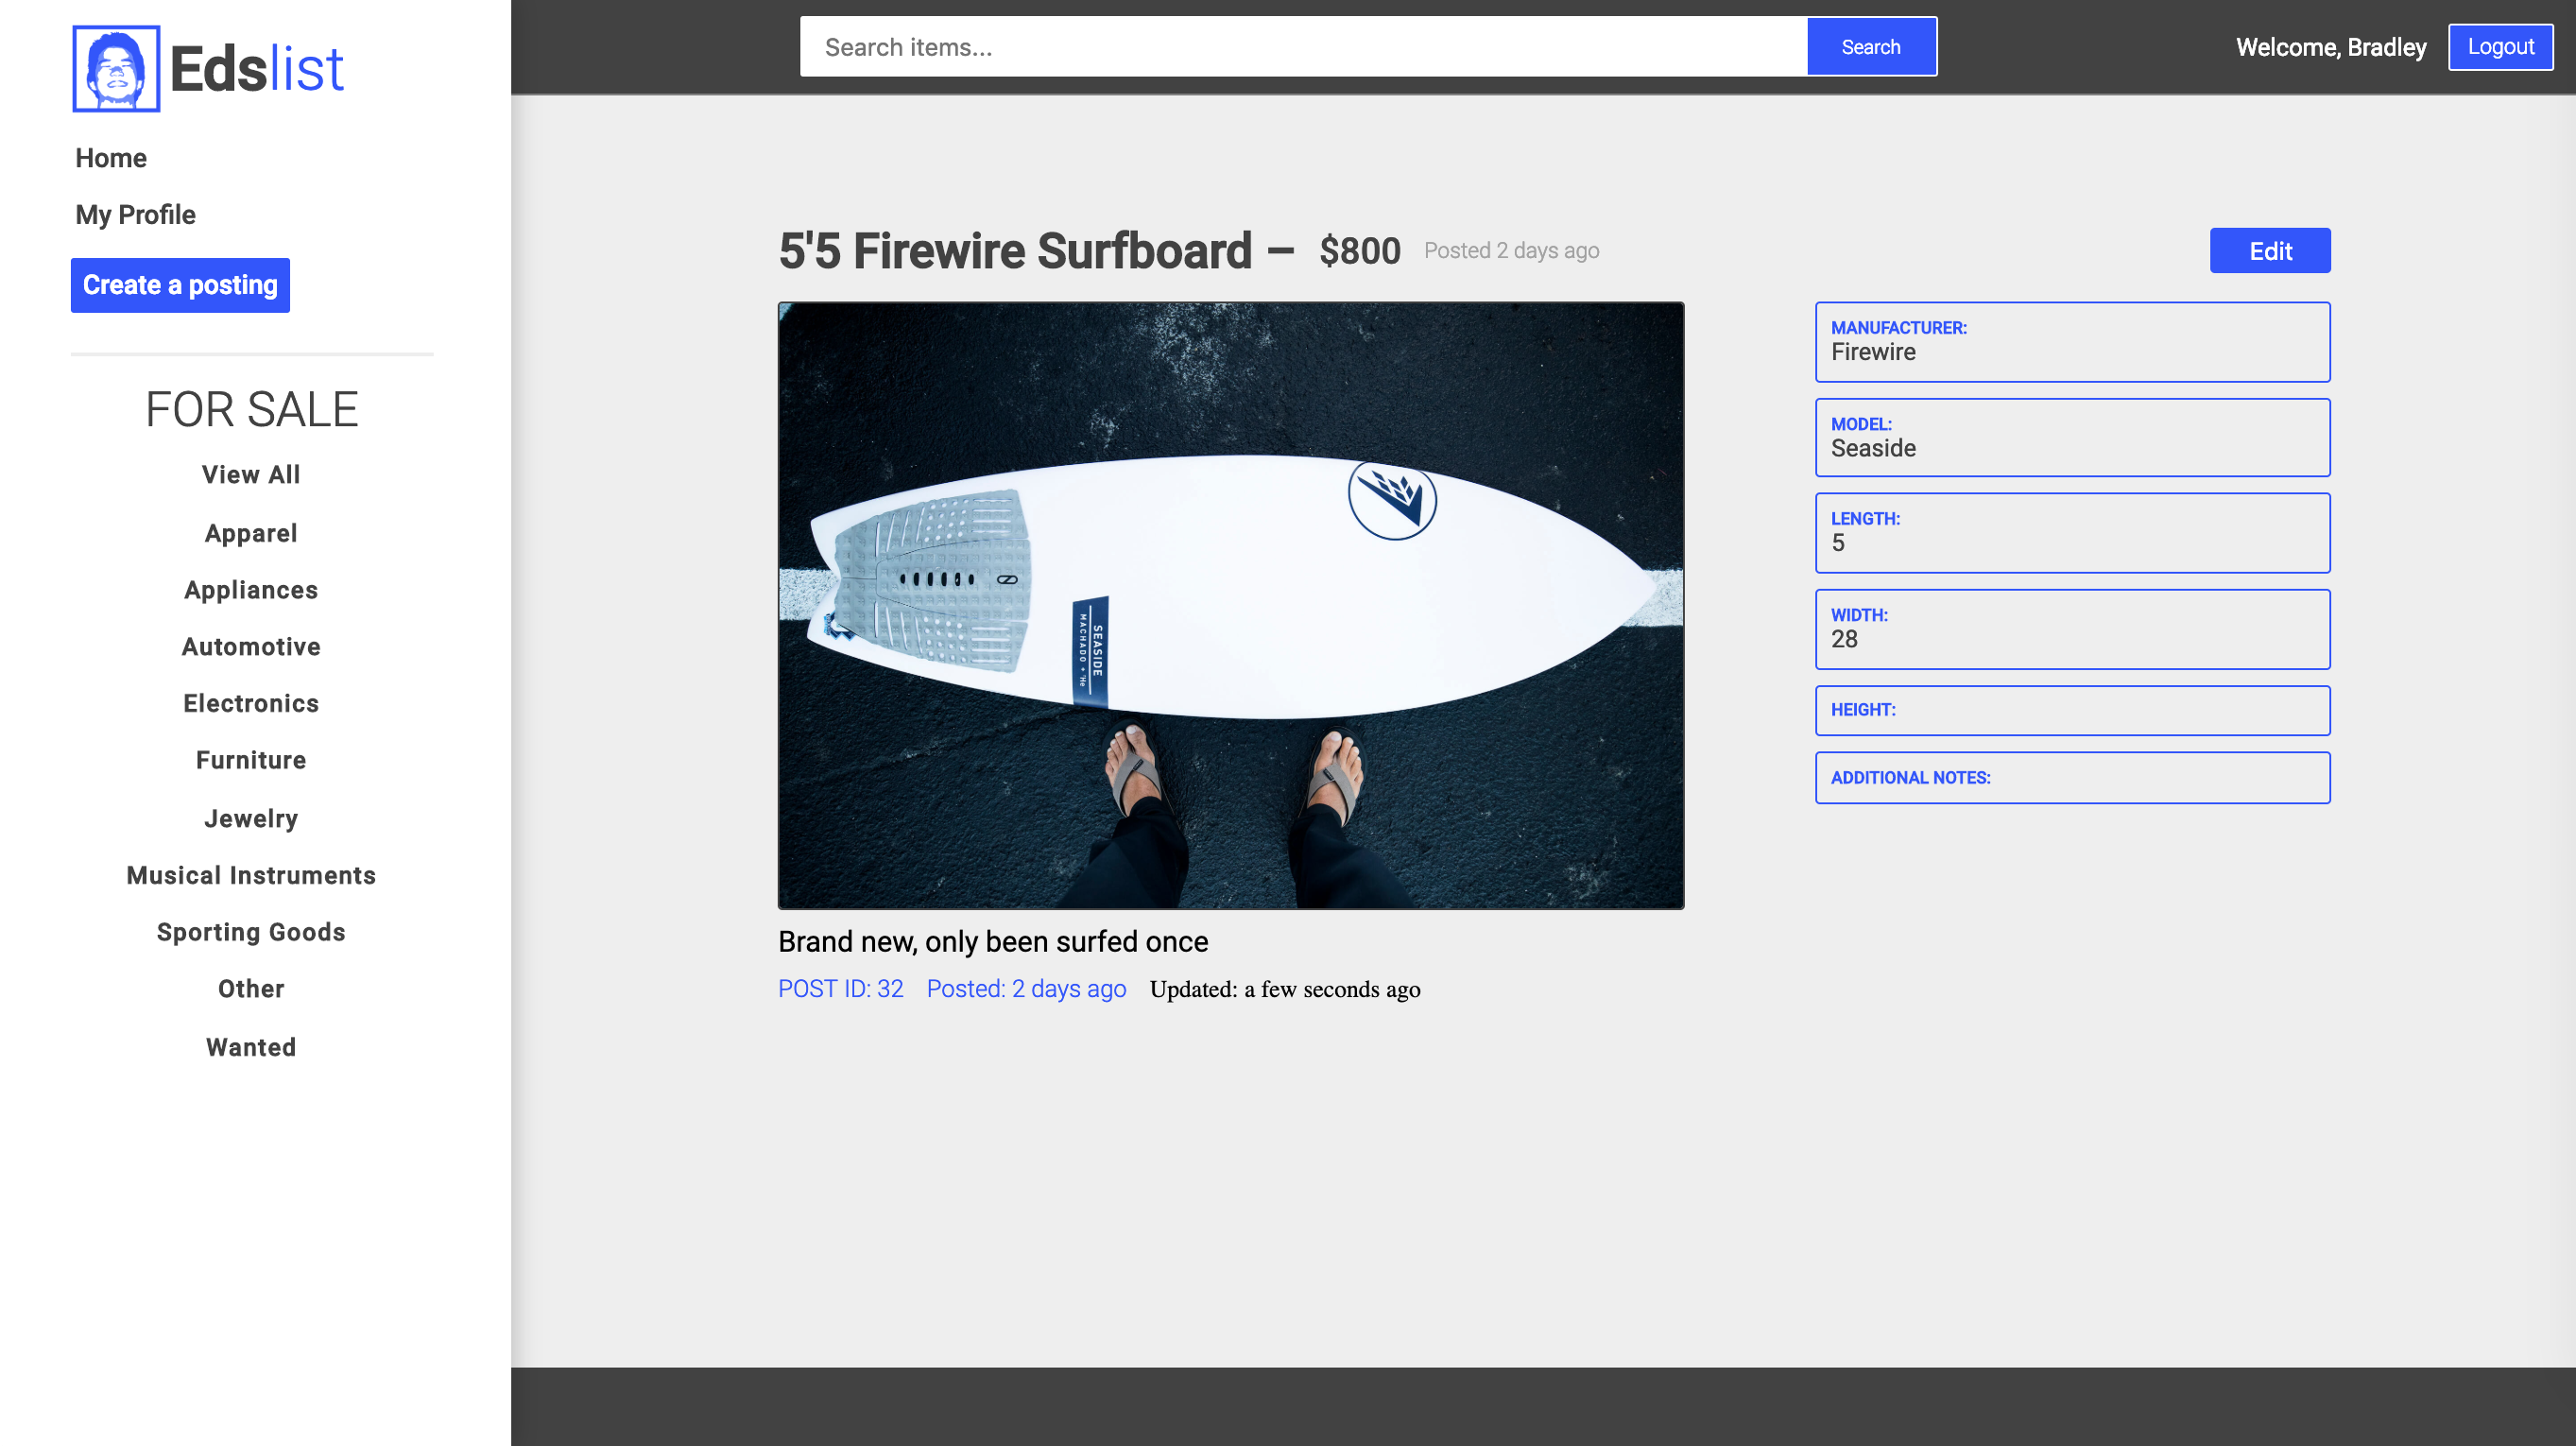 Edslist
Home
My Profile
Create a posting
FOR SALE
View All
Apparel
Appliances
Automotive
Electronics
Furniture
Jewelry
Musical Instruments
Sporting Goods
Other
Wanted
Search items...
Search
Welcome, Bradley
Logout
5'5 Firewire Surfboard – $800 Posted 2 days ago
Edit
SEASIDE
MACHADO + 'He
MANUFACTURER:
Firewire
MODEL:
Seaside
LENGTH:
5
WIDTH:
28
HEIGHT:
ADDITIONAL NOTES:
Brand new, only been surfed once
POST ID: 32 Posted: 2 days ago Updated: a few seconds ago